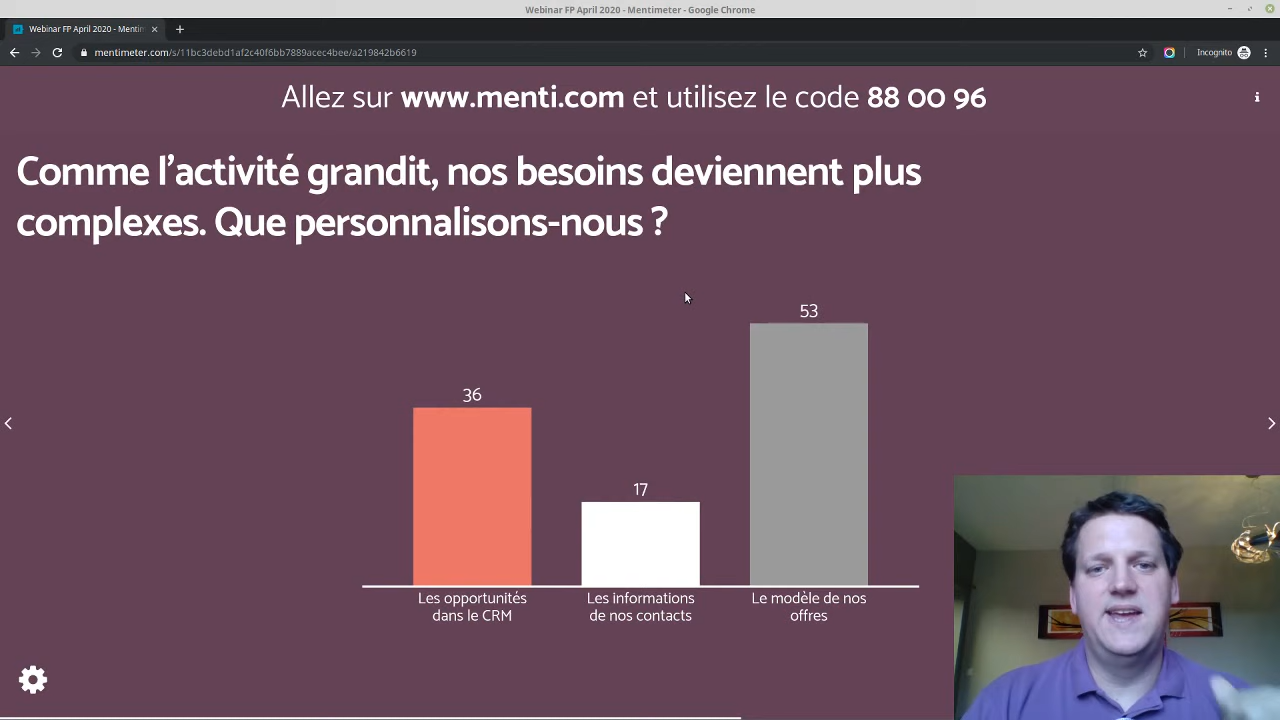 Webinar FP April 2020 - Mentimeter - Google Chrome
Webinar FP April 2020 - Mentim
mentimeter.com/s/11bc3debd1af2c40f6bb7889acec4bee/a219842b6619
Incognito
Allez sur www.menti.com et utilisez le code 88 00 96
Comme l'activité grandit, nos besoins deviennent plus
complexes. Que personnalisons-nous ?
53
36
17
Les opportunités
dans le CRM
Les informations
de nos contacts
Le modèle de nos
offres